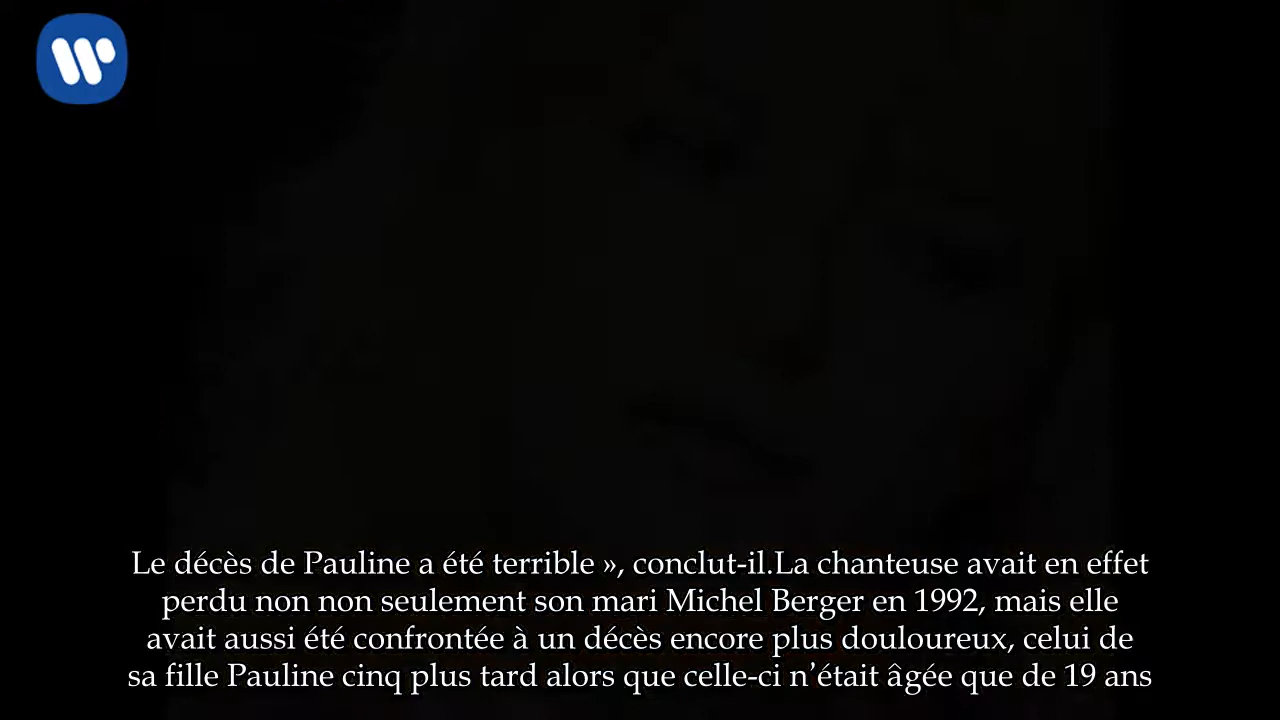 Le décès de Pauline a été terrible », conclut-il.La chanteuse avait en effet
perdu non non seulement son mari Michel Berger en 1992, mais elle
avait aussi été confrontée à un décès encore plus douloureux, celui de
sa fille Pauline cinq plus tard alors que celle-ci n’était âgée que de 19 ans